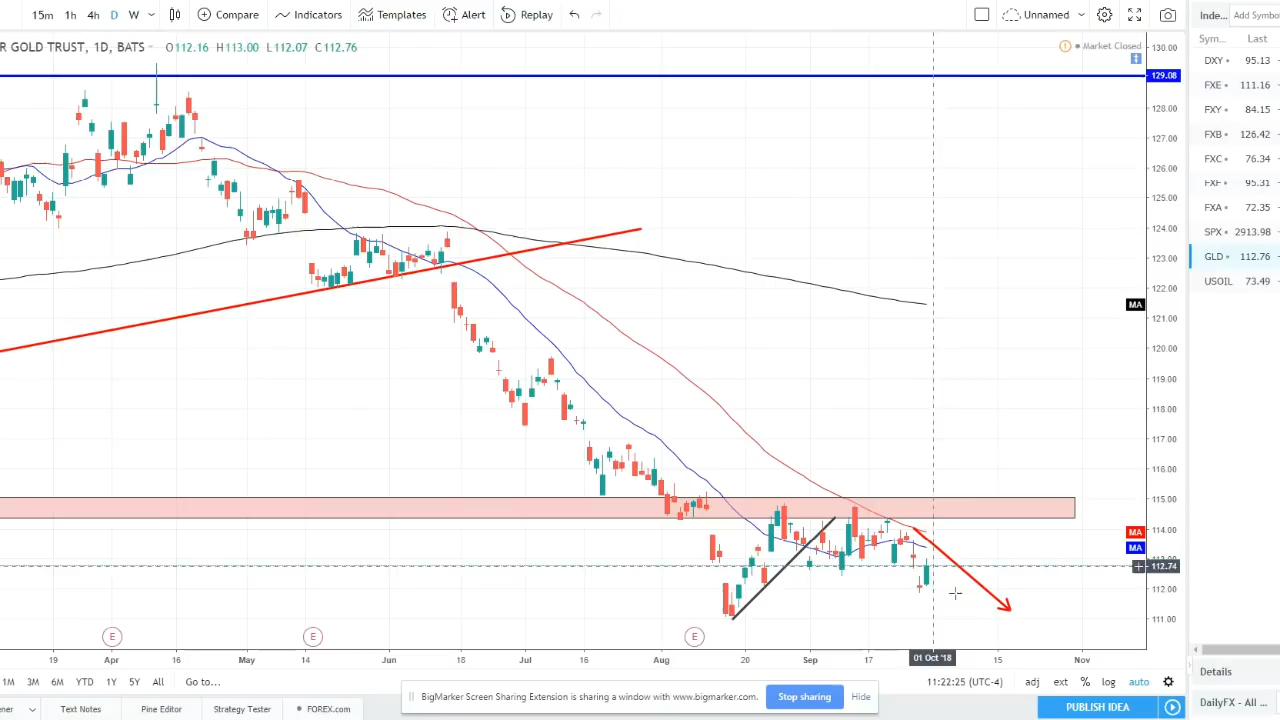 15m 1h 4h D W Compare Indicators Templates Alert Replay Unnamed Inde... Add Symbo
R GOLD TRUST, 1D, BATS O112.16 H113.00 L112.07 C112.76
Market Closed
Sym... Last
DXY 95.13
FXE 111.16
FXY 84.15
FXB 126.42
FXC 76.34
FXF 95.31
FXA 72.35
SPX 2913.98
GLD 112.76
USOIL 73.49
130.00
129.08
128.00
127.00
126.00
125.00
124.00
123.00
122.00
MA
121.00
120.00
119.00
118.00
117.00
116.00
115.00
114.00
MA
MA
113.00
112.74
112.00
111.00
E E E
19 Apr 16 May 14 Jun 18 Jul 16 Aug 20 Sep 17 01 Oct '18 15 Nov
1M 3M 6M YTD 1Y 5Y All Go to... 11:22:25 (UTC-4) adj ext % log auto
Details
BigMarker Screen Sharing Extension is sharing a window with www.bigmarker.com. Stop sharing Hide
ener Text Notes Pine Editor Strategy Tester FOREX.com PUBLISH IDEA
DailyFX - All ...